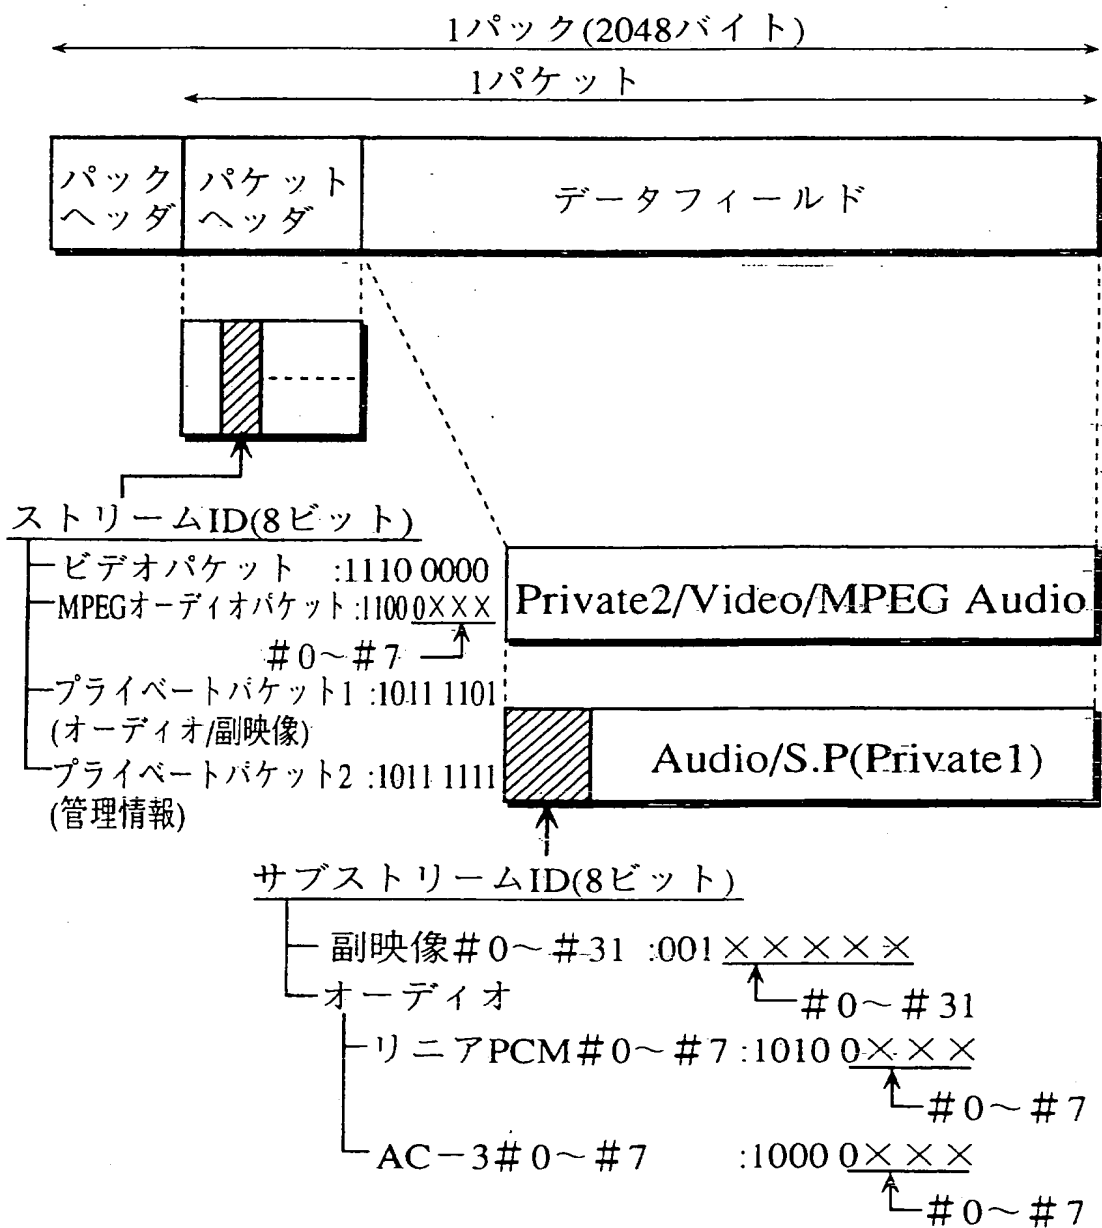 1パック(2048バイト)
1パケット
パック
ヘッダ
パケット
ヘッダ
データフィールド
ストリームID(8ビット)
ビデオパケット :1110 0000
MPEGオーディオパケット:1100 0×××
#0~#7
プライベートパケット1 :1011 1101
(オーディオ/副映像)
プライベートパケット2 :1011 1111
(管理情報)
Private2/Video/MPEG Audio
Audio/S.P(Private1)
サブストリームID(8ビット)
副映像#0~#31 :001×××××
#0~#31
オーディオ
リニアPCM#0~#7:1010 0×××
#0~#7
AC-3#0~#7 :1000 0×××
#0~#7